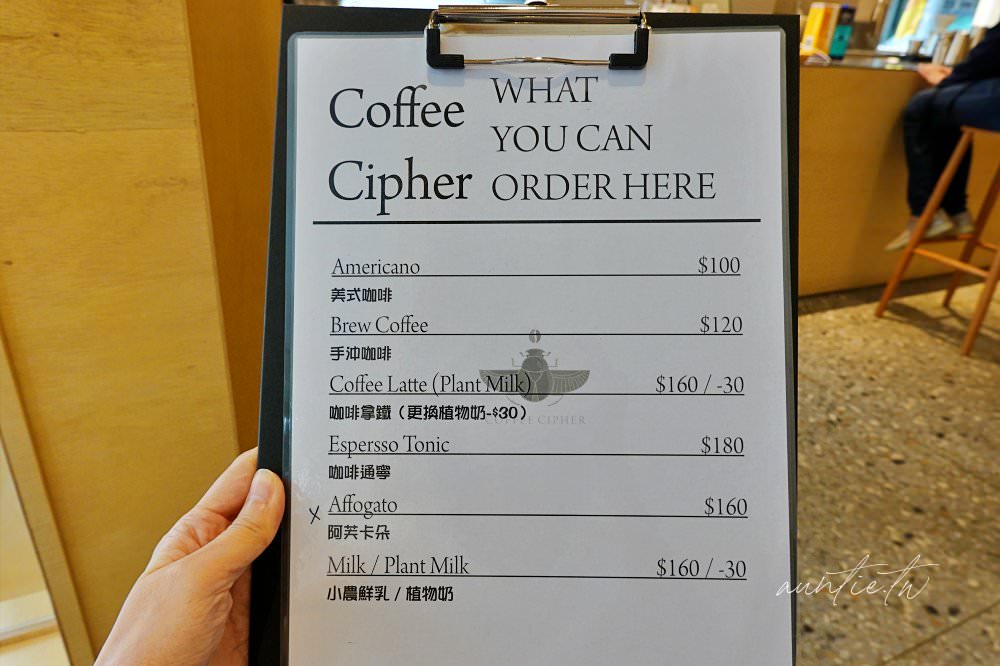 Coffee
Cipher
WHAT
YOU CAN
ORDER HERE
Americano $100
美式咖啡
Brew Coffee $120
手沖咖啡
Coffee Latte (Plant Milk) $160 / -30
咖啡拿鐵（更換植物奶-$30）
COFFEE CIPHER
Espersso Tonic $180
咖啡通寧
x Affogato $160
阿芙卡朵
Milk / Plant Milk $160 / -30
小農鮮乳 / 植物奶
auntie.tw